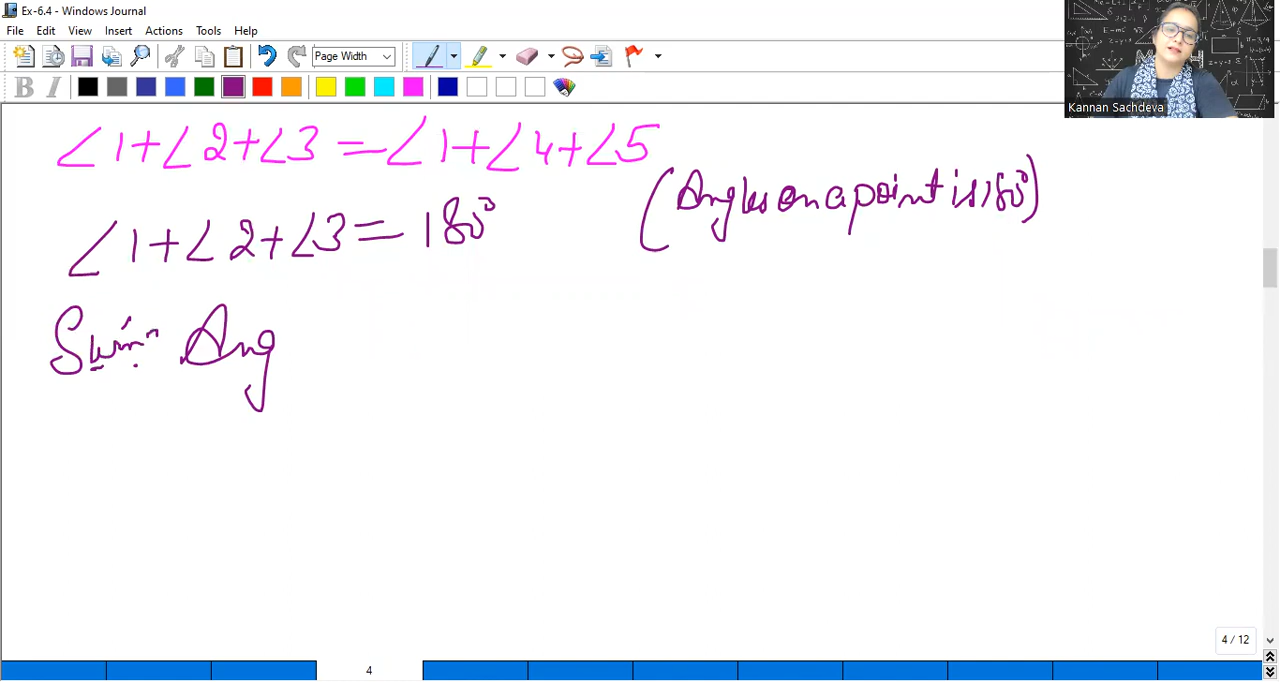 Ex-6.4 - Windows Journal
File Edit View Insert Actions Tools Help
Page Width
B I
Kannan Sachdeva
∠1+∠2+∠3=∠1+∠4+∠5
(Angles on a point is 180°)
∠1+∠2+∠3=180°
Ang
4 / 12
4